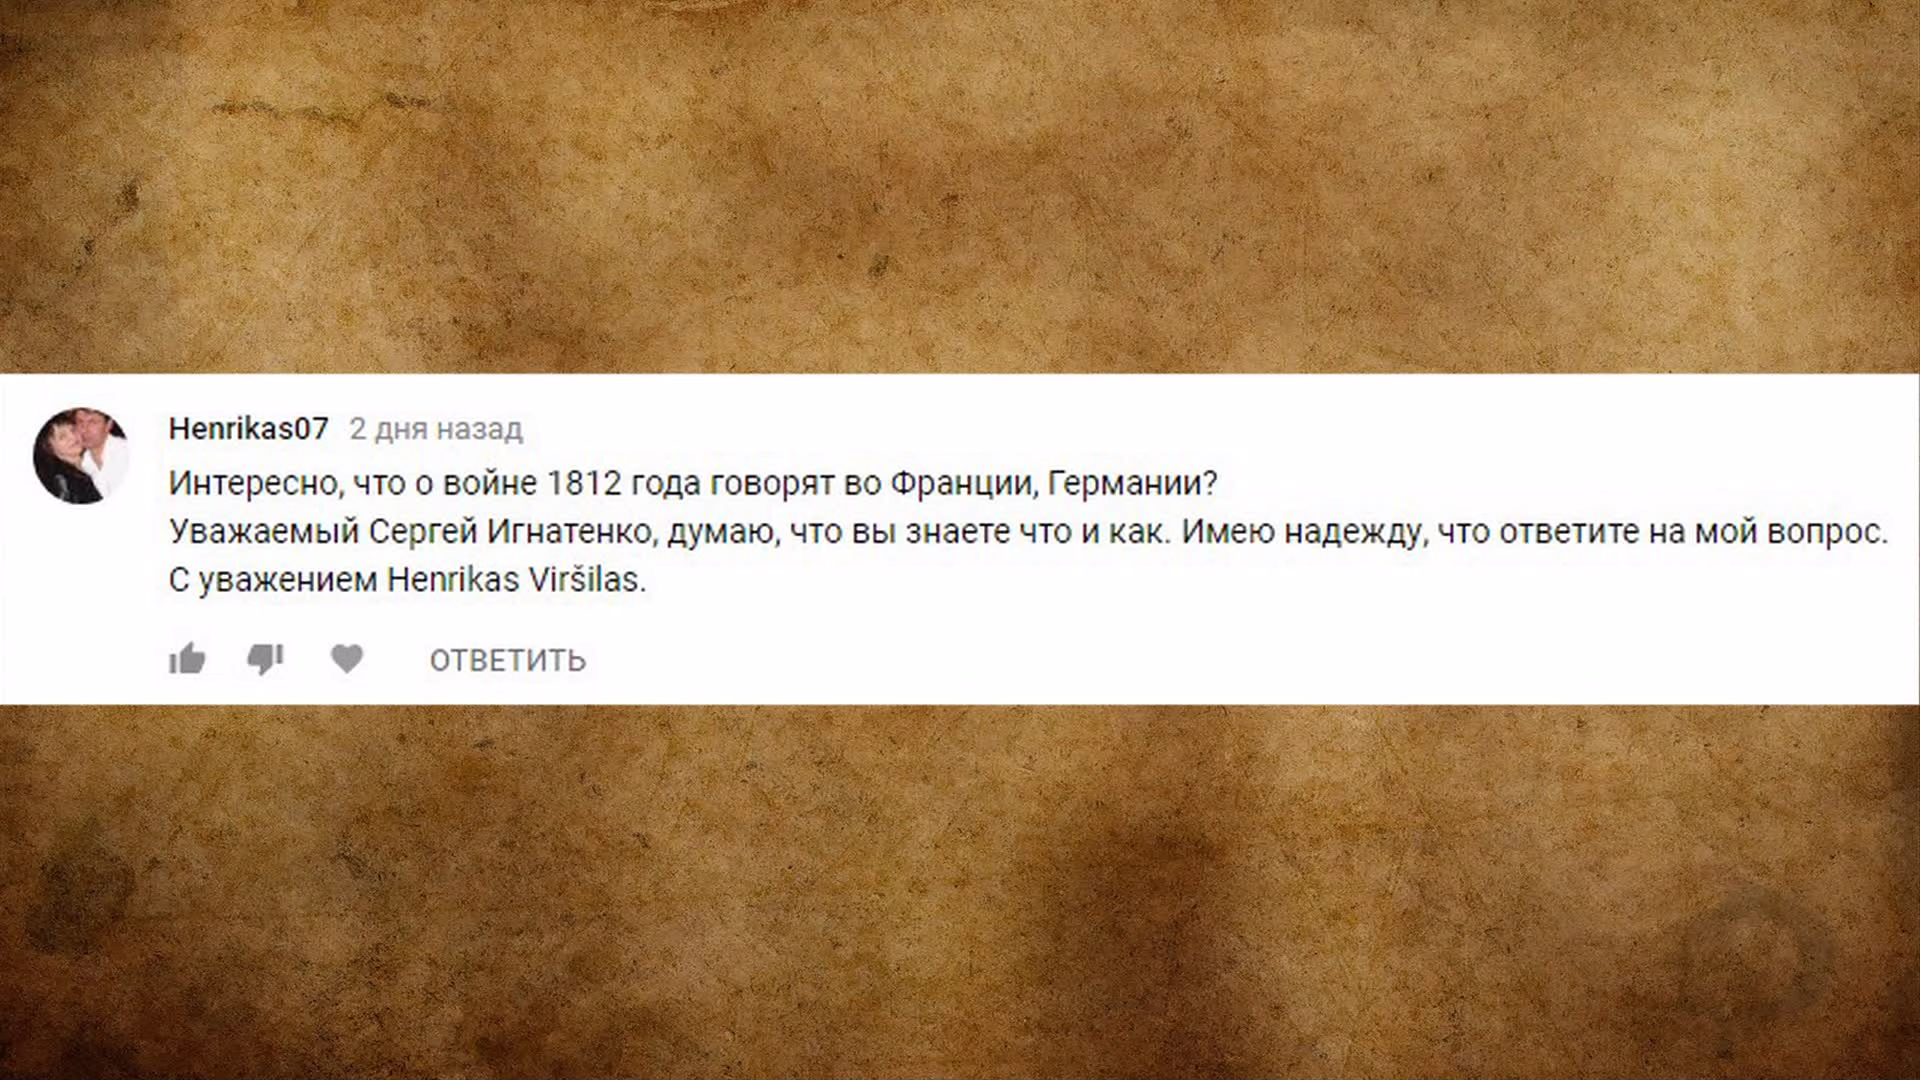 Henrikas07 2 дня назад
Интересно, что о войне 1812 года говорят во Франции, Германии?
Уважаемый Сергей Игнатенко, думаю, что вы знаете что и как. Имею надежду, что ответите на мой вопрос.
С уважением Henrikas Viršilas.
ОТВЕТИТЬ